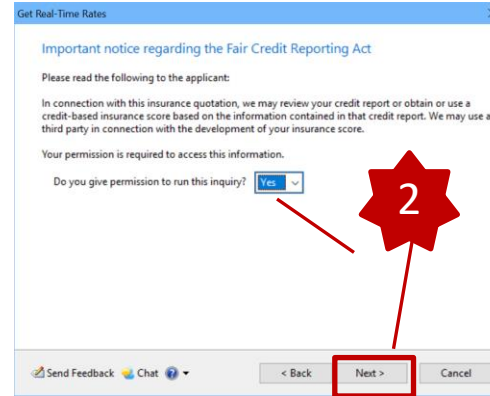 Get Real-Time Rates
Important notice regarding the Fair Credit Reporting Act
Please read the following to the applicant:
In connection with this insurance quotation, we may review your credit report or obtain or use a
credit-based insurance score based on the information contained in that credit report. We may use a
third party in connection with the development of your insurance
score.
Your permission is required to access this information.
Do you give permission to run this inquiry? Yes
2
Send Feedback Chat ? < Back Next > Cancel